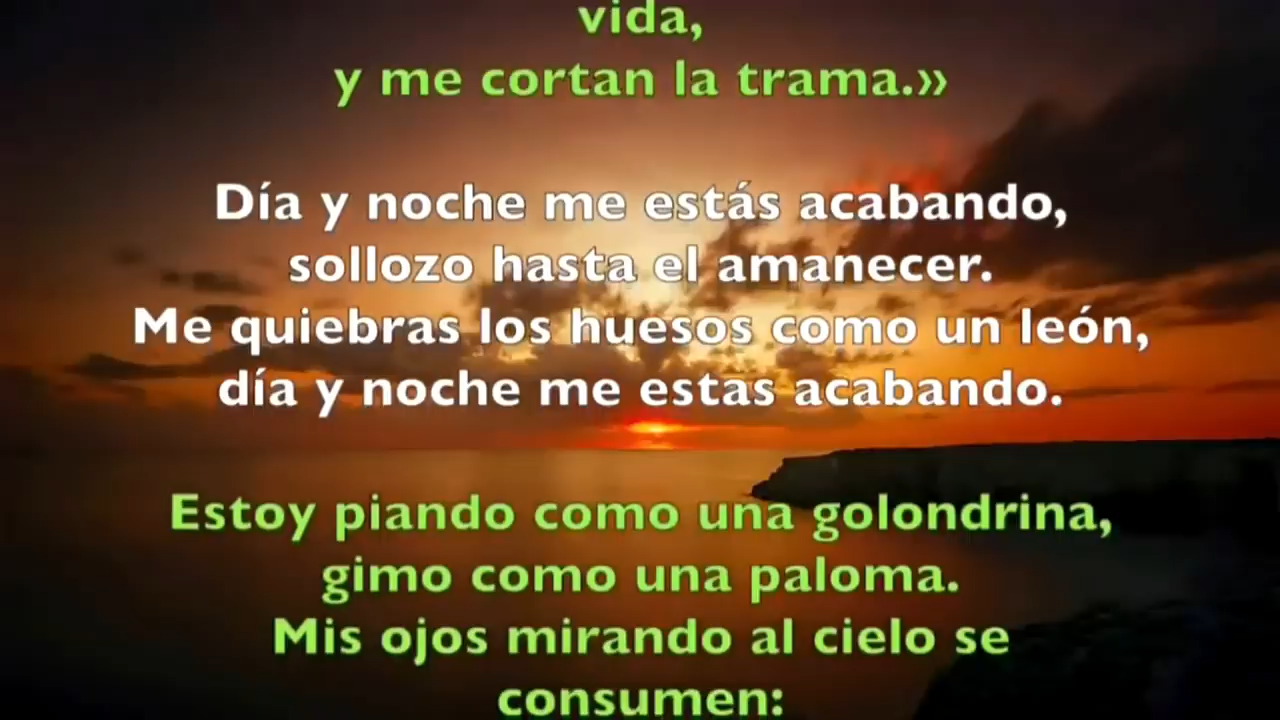 vida,
y me cortan la trama.»
Día y noche me estás acabando,
sollozo hasta el amanecer.
Me quiebras los huesos como un león,
día y noche me estas acabando.
Estoy piando como una golondrina,
gimo como una paloma.
Mis ojos mirando al cielo se
consumen: